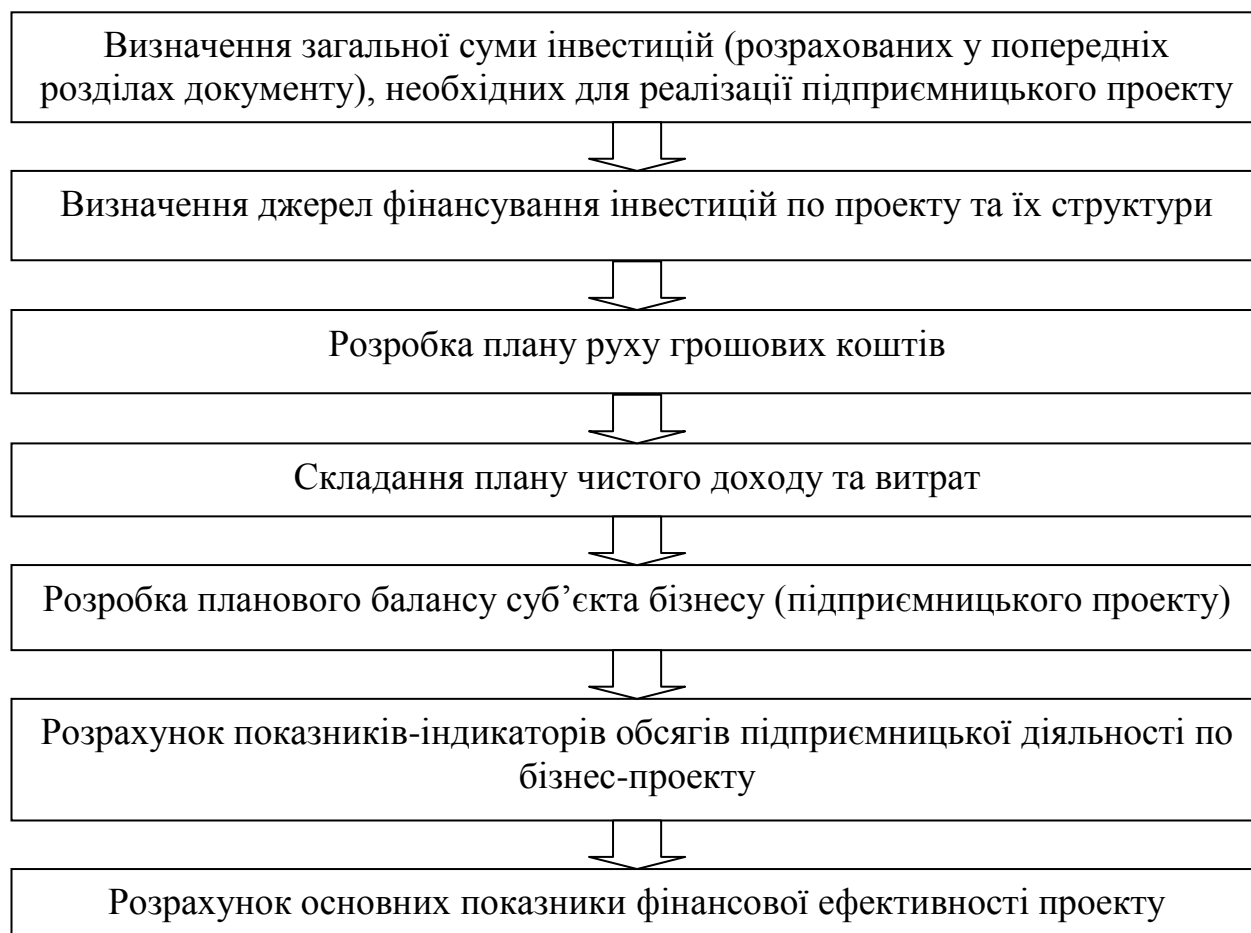 Визначення загальної суми інвестицій (розрахованих у попередніх
розділах документу), необхідних для реалізації підприємницького проекту
Визначення джерел фінансування інвестицій по проекту та їх структури
Розробка плану руху грошових коштів
Складання плану чистого доходу та витрат
Розробка планового балансу суб’єкта бізнесу (підприємницького проекту)
Розрахунок показників-індикаторів обсягів підприємницької діяльності по
бізнес-проекту
Розрахунок основних показники фінансової ефективності проекту